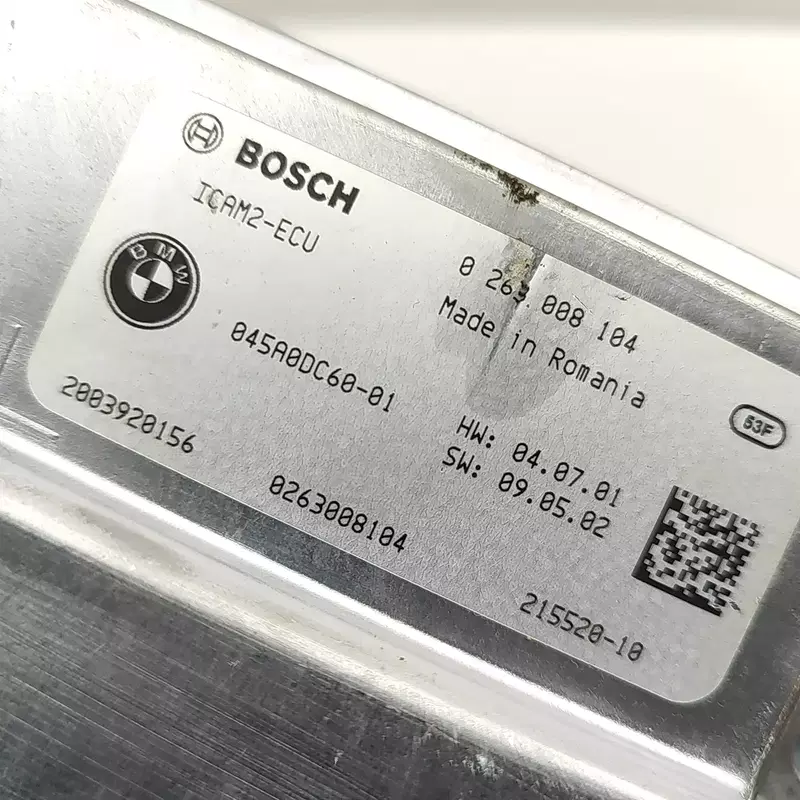 BOSCH
ICAM2-ECU
BMW
0 263 008 104
Made in Romania
045A0DC60-01
53F
2003920156
HW: 04.07.01
SW: 09.05.02
0263008104
215520-10